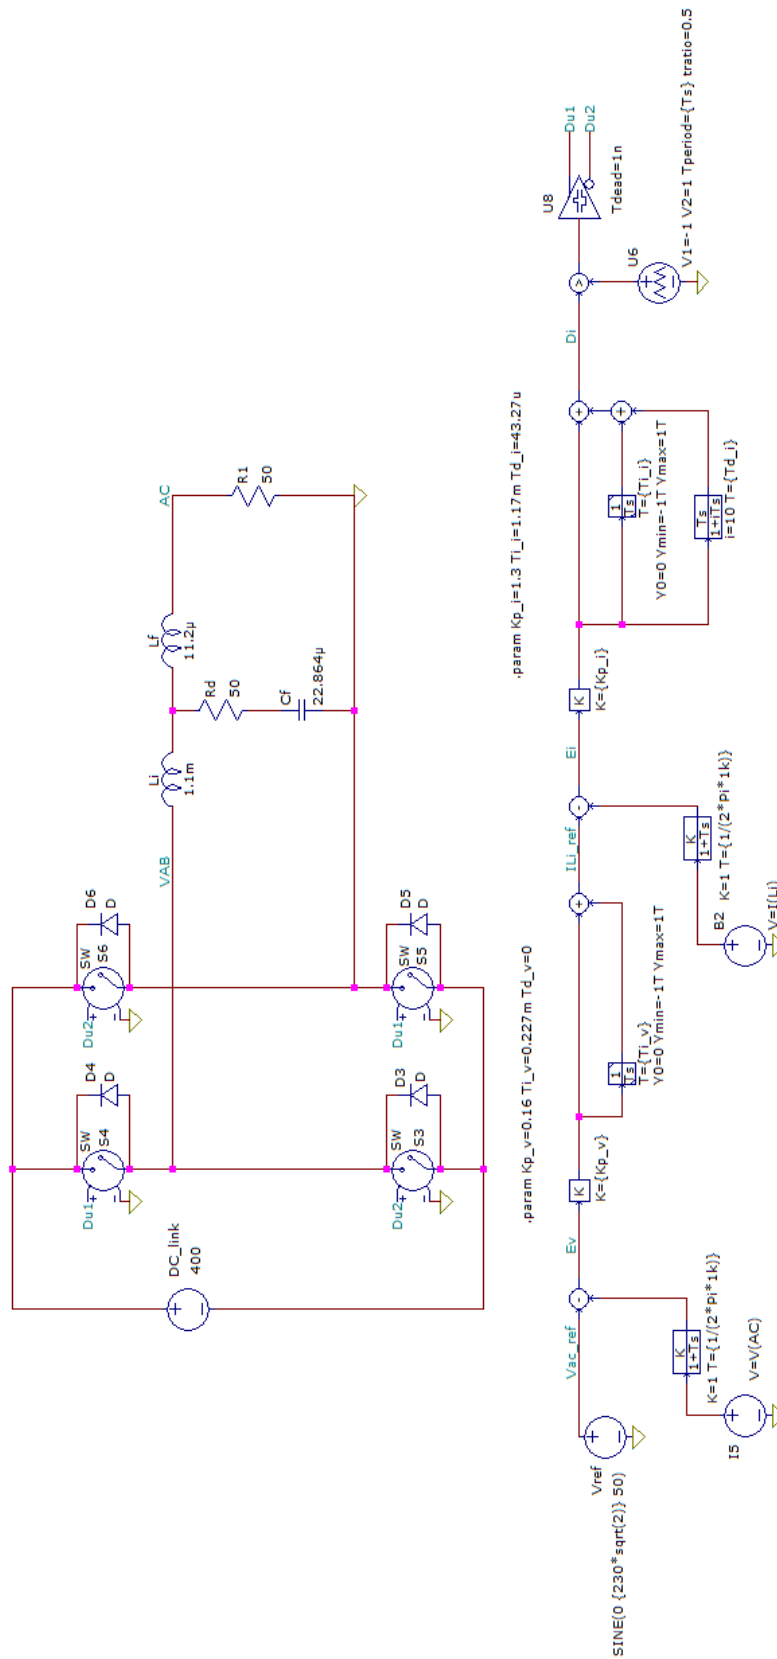 DC_link
400
Du1
SW
S4
D4
D
Du2
SW
S6
D6
D
Du2
SW
S3
D3
D
Du1
SW
S5
D5
D
VAB
Li
1.1m
Lf
11.2µ
AC
Rd
50
Cf
22.864µ
R1
50
.param Kp_v=0.16 Ti_v=0.227m Td_v=0
.param Kp_i=1.3 Ti_i=1.17m Td_i=43.27u
Vref
SINE(0 {230*sqrt(2)} 50)
Vac_ref
-
Ev
K
K={Kp_v}
1
Ts
T={Ti_v}
Y0=0 Ymin=-1T Ymax=1T
+
ILi_ref
-
Ei
K
K={Kp_i}
1
Ts
T={Ti_i}
Y0=0 Ymin=-1T Ymax=1T
Ts
1+iTs
i=10 T={Td_i}
+
+
Di
>
U8
Du1
Du2
Tdead=1n
U6
V1=-1 V2=1 Tperiod={Ts} tratio=0.5
I5
V=V(AC)
K
1+Ts
K=1 T={1/(2*pi*1k)}
B2
V=I(Li)
K
1+Ts
K=1 T={1/(2*pi*1k)}